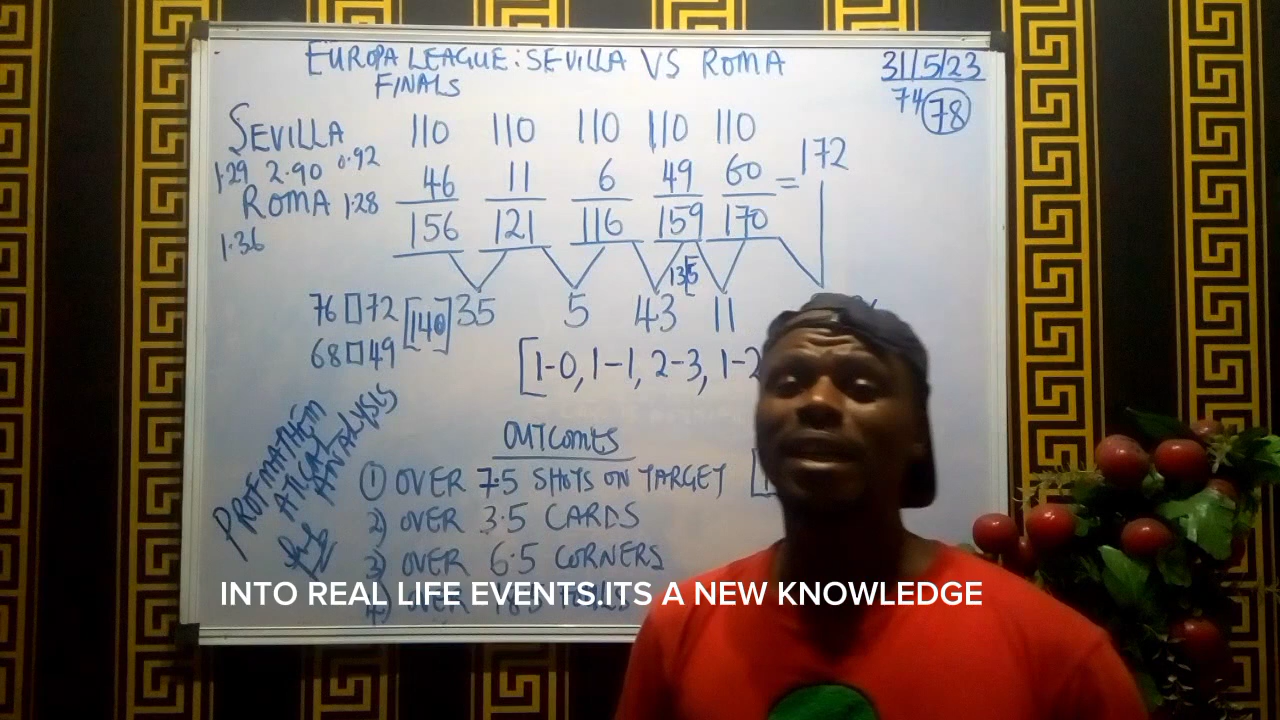 EUROPA LEAGUE: SEVILLA VS ROMA
FINALS
31/5/23
74 78
SEVILLA 110 110 110 110 110
1.29 2.90 0.92 46 11 6 49 60 = 172
ROMA 1.28 156 121 116 159 170
1.36
135
76 72 [140] 35 5 43 11
68 49
[1-0, 1-1, 2-3, 1-2
PROF MATHEM
ATICAL
ANALYSIS
OUTCOMES
1 OVER 7.5 SHOTS ON TARGET
2) OVER 3.5 CARDS
3) OVER 6.5 CORNERS
INTO REAL LIFE EVENTS.ITS A NEW KNOWLEDGE